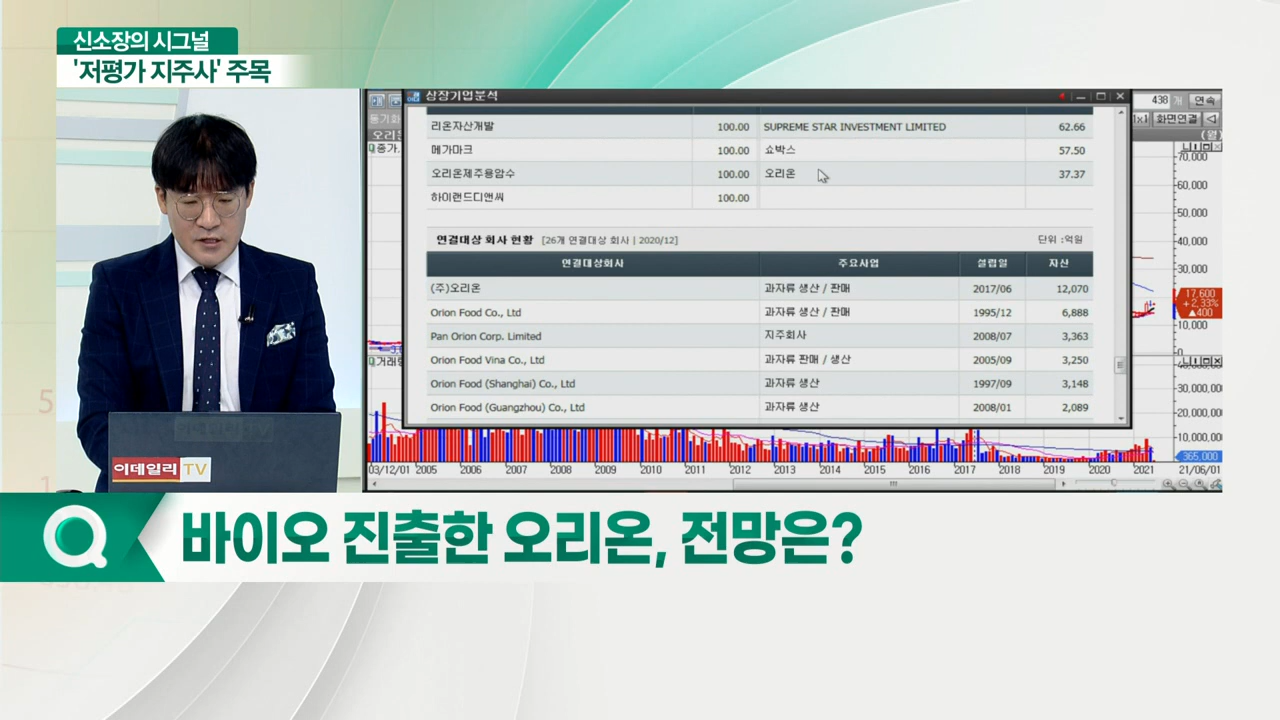 신소장의 시그널
'저평가 지주사' 주목
상장기업분석
438 개 연속
화면연결
(월)
리온자산개발 100.00 SUPREME STAR INVESTMENT LIMITED 62.66
메가마크 100.00 쇼박스 57.50
오리온제주용암수 100.00 오리온 37.37
하이랜드디앤씨 100.00
연결대상 회사 현황 [26개 연결대상 회사 | 2020/12] 단위 :억일
연결대상회사 주요사업 설립일 자산
(주)오리온 과자류 생산 / 판매 2017/06 12,070
Orion Food Co., Ltd 과자류 생산 / 판매 1995/12 6,888
Pan Orion Corp. Limited 지주회사 2008/07 3,363
Orion Food Vina Co., Ltd 과자류 판매 / 생산 2005/09 3,250
Orion Food (Shanghai) Co., Ltd 과자류 생산 1997/09 3,148
Orion Food (Guangzhou) Co., Ltd 과자류 생산 2008/01 2,089
70,000
60,000
50,000
40,000
30,000
17,600
+2,33%
▲400
10,000
0
30,000,00
20,000,00
10,000,00
365,000
03/12/01 2005 2006 2007 2008 2009 2010 2011 2012 2013 2014 2015 2016 2017 2018 2019 2020 2021 21/06/01
이데일리 TV
바이오 진출한 오리온, 전망은?